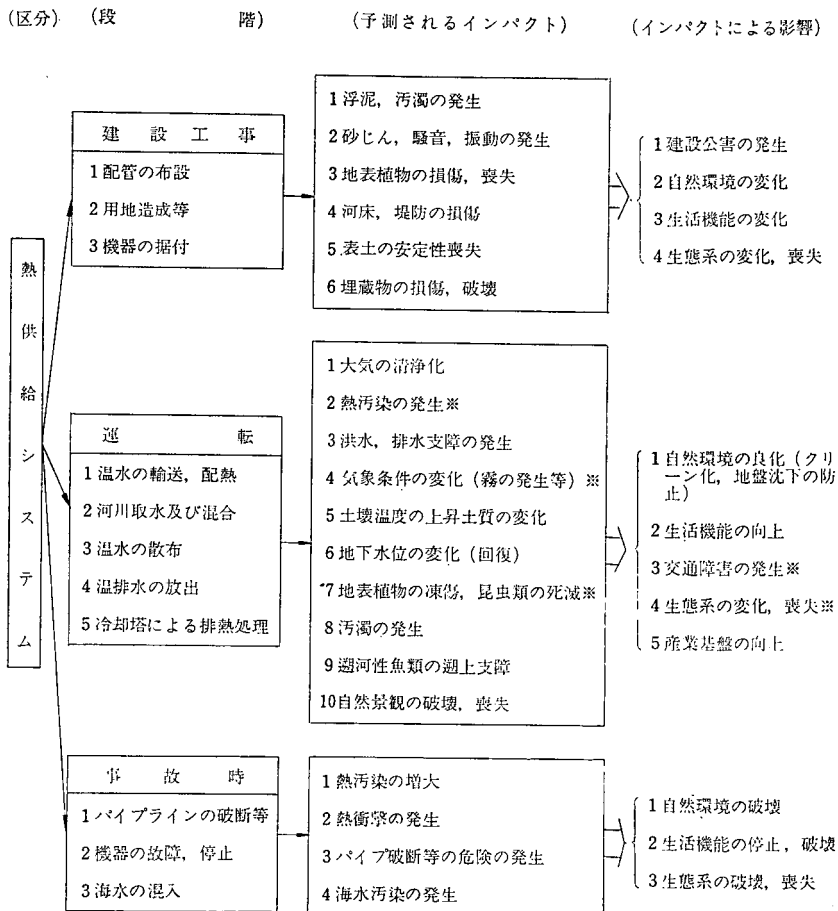 (区分) (段 階) (予測されるインパクト) (インパクトによる影響)
熱供給システム
建設工事
1 配管の布設
2 用地造成等
3 機器の据付
1 浮泥，汚濁の発生
2 砂じん，騒音，振動の発生
3 地表植物の損傷，喪失
4 河床，堤防の損傷
5 表土の安定性喪失
6 埋蔵物の損傷，破壊
1 建設公害の発生
2 自然環境の変化
3 生活機能の変化
4 生態系の変化，喪失
運転
1 温水の輸送，配熱
2 河川取水及び混合
3 温水の散布
4 温排水の放出
5 冷却塔による排熱処理
1 大気の清浄化
2 熱汚染の発生※
3 洪水，排水支障の発生
4 気象条件の変化（霧の発生等）※
5 土壌温度の上昇土質の変化
6 地下水位の変化（回復）
7 地表植物の凍傷，昆虫類の死滅※
8 汚濁の発生
9 遡河性魚類の遡上支障
10 自然景観の破壊，喪失
1 自然環境の良化（クリ
ーン化，地盤沈下の防
止）
2 生活機能の向上
3 交通障害の発生※
4 生態系の変化，喪失※
5 産業基盤の向上
事故時
1 パイプラインの破断等
2 機器の故障，停止
3 海水の混入
1 熱汚染の増大
2 熱衝撃の発生
3 パイプ破断等の危険の発生
4 海水汚染の発生
1 自然環境の破壊
2 生活機能の停止，破壊
3 生態系の破壊，喪失